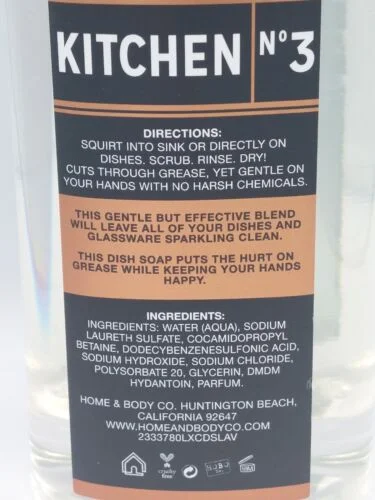 KITCHEN Nº3
DIRECTIONS:
SQUIRT INTO SINK OR DIRECTLY ON
DISHES. SCRUB. RINSE. DRY!
CUTS THROUGH GREASE, YET GENTLE ON
YOUR HANDS WITH NO HARSH CHEMICALS.
THIS GENTLE BUT EFFECTIVE BLEND
WILL LEAVE ALL OF YOUR DISHES AND
GLASSWARE SPARKLING CLEAN.
THIS DISH SOAP PUTS THE HURT ON
GREASE WHILE KEEPING YOUR HANDS
HAPPY.
INGREDIENTS:
INGREDIENTS: WATER (AQUA), SODIUM
LAURETH SULFATE, COCAMIDOPROPYL
BETAINE, DODECYBENZENESULFONIC ACID,
SODIUM HYDROXIDE, SODIUM CHLORIDE,
POLYSORBATE 20, GLYCERIN, DMDM
HYDANTOIN, PARFUM.
HOME & BODY CO. HUNTINGTON BEACH,
CALIFORNIA 92647
WWW.HOMEANDBODYCO.COM
2333780LXCDSLAV
cruelty
free